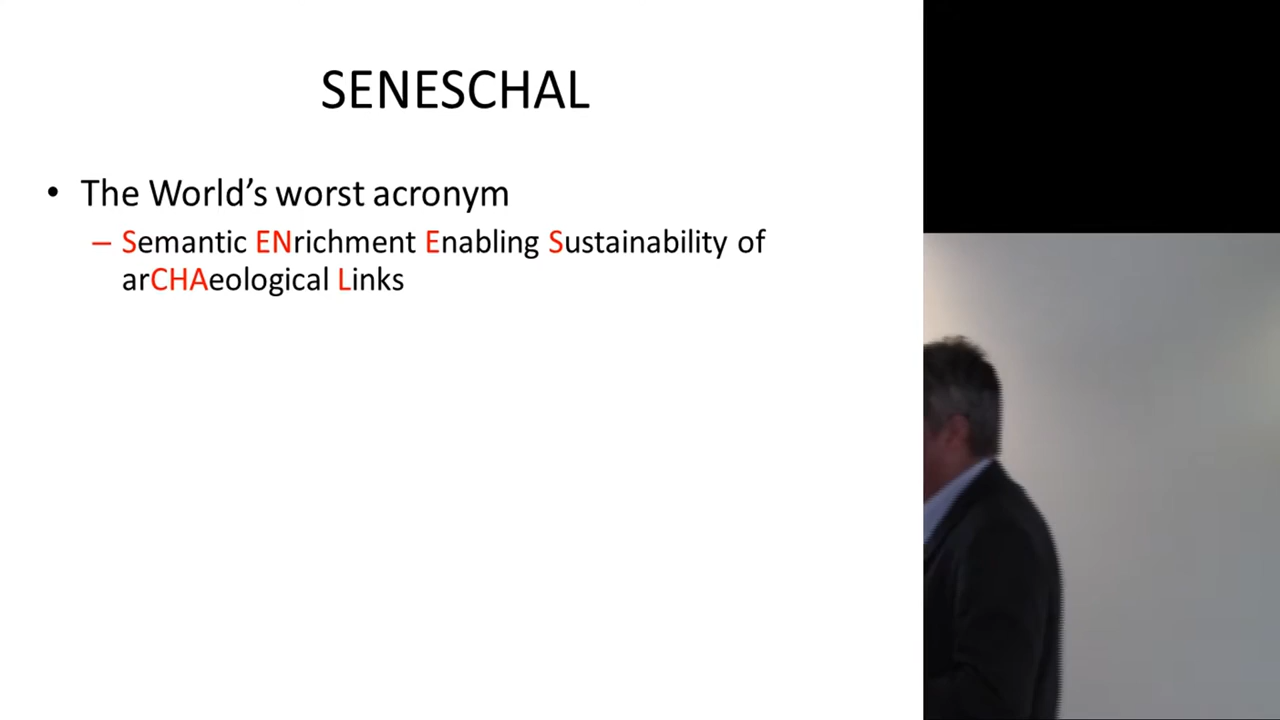 SENESCHAL
• The World's worst acronym
– Semantic ENrichment Enabling Sustainability of
arCHAeological Links